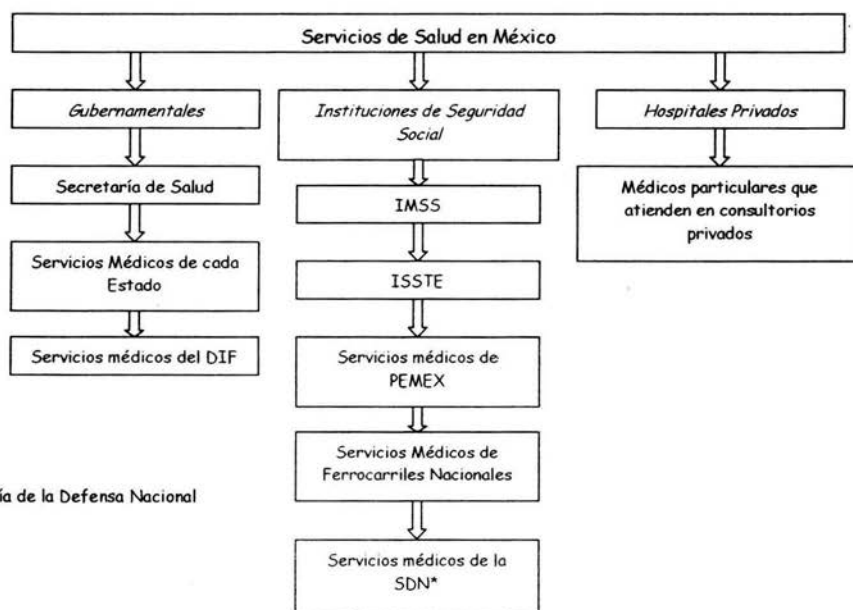 Servicios de Salud en México
Gubernamentales
Secretaría de Salud
Servicios Médicos de cada
Estado
Servicios médicos del DIF
Instituciones de Seguridad
Social
IMSS
ISSTE
Servicios médicos de
PEMEX
Servicios Médicos de
Ferrocarriles Nacionales
Servicios médicos de la
SDN*
Hospitales Privados
Médicos particulares que
atienden en consultorios
privados
de la Defensa Nacional